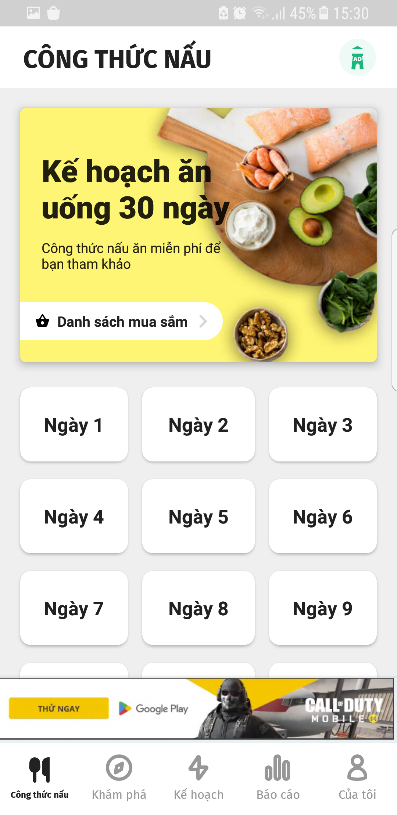 45% 15:30
CÔNG THỨC NẤU
AD
Kế hoạch ăn
uống 30 ngày
Công thức nấu ăn miễn phí để
bạn tham khảo
Danh sách mua sắm
Ngày 1 Ngày 2 Ngày 3
Ngày 4 Ngày 5 Ngày 6
Ngày 7 Ngày 8 Ngày 9
THỬ NGAY Google Play CALL OF DUTY
MOBILE
Công thức nấu Khám phá Kế hoạch Báo cáo Của tôi